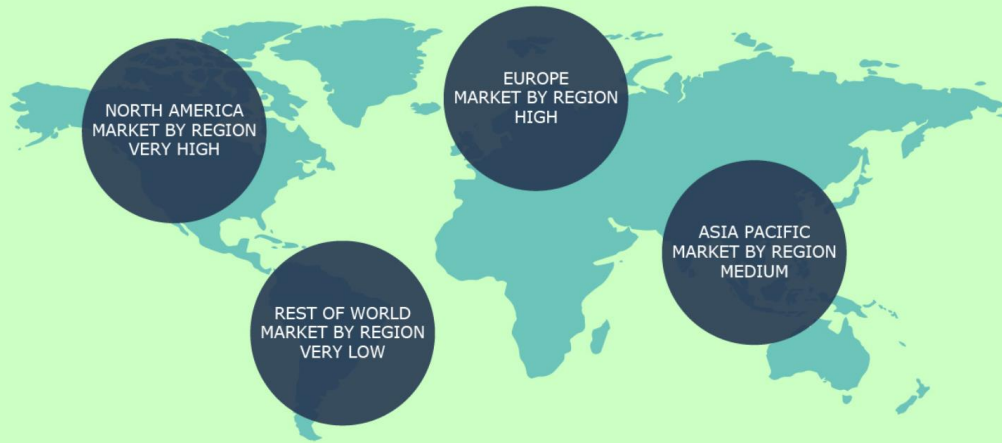 NORTH AMERICA
MARKET BY REGION
VERY HIGH
EUROPE
MARKET BY REGION
HIGH
ASIA PACIFIC
MARKET BY REGION
MEDIUM
REST OF WORLD
MARKET BY REGION
VERY LOW